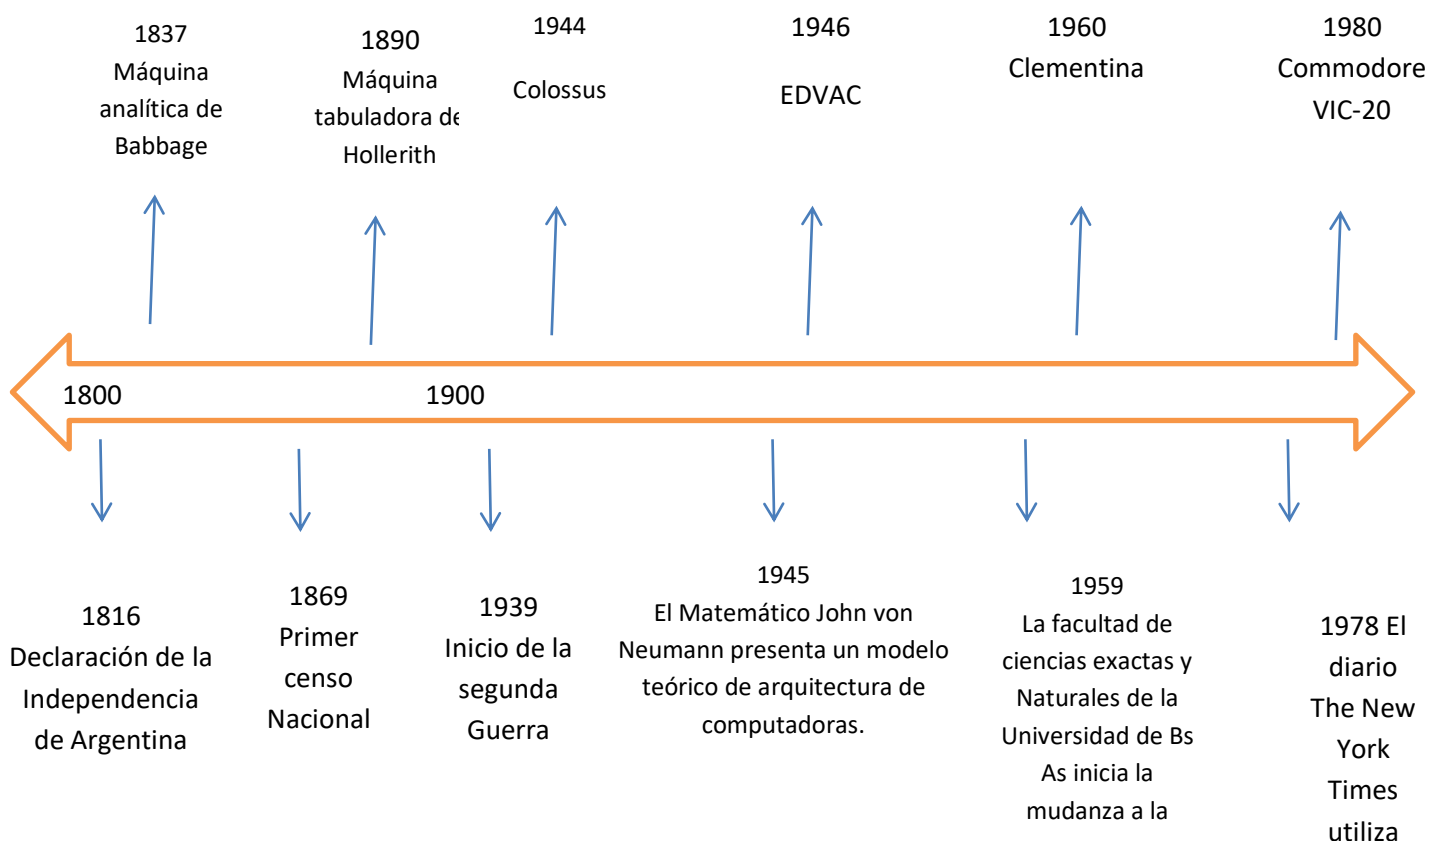 1837
Máquina
analítica de
Babbage
1890
Máquina
tabuladora de
Hollerith
1944
Colossus
1946
EDVAC
1960
Clementina
1980
Commodore
VIC-20
1800
1900
1816
Declaración de la
Independencia
de Argentina
1869
Primer
censo
Nacional
1939
Inicio de la
segunda
Guerra
1945
El Matemático John von
Neumann presenta un modelo
teórico de arquitectura de
computadoras.
1959
La facultad de
ciencias exactas y
Naturales de la
Universidad de Bs
As inicia la
mudanza a la
1978 El
diario
The New
York
Times
utiliza